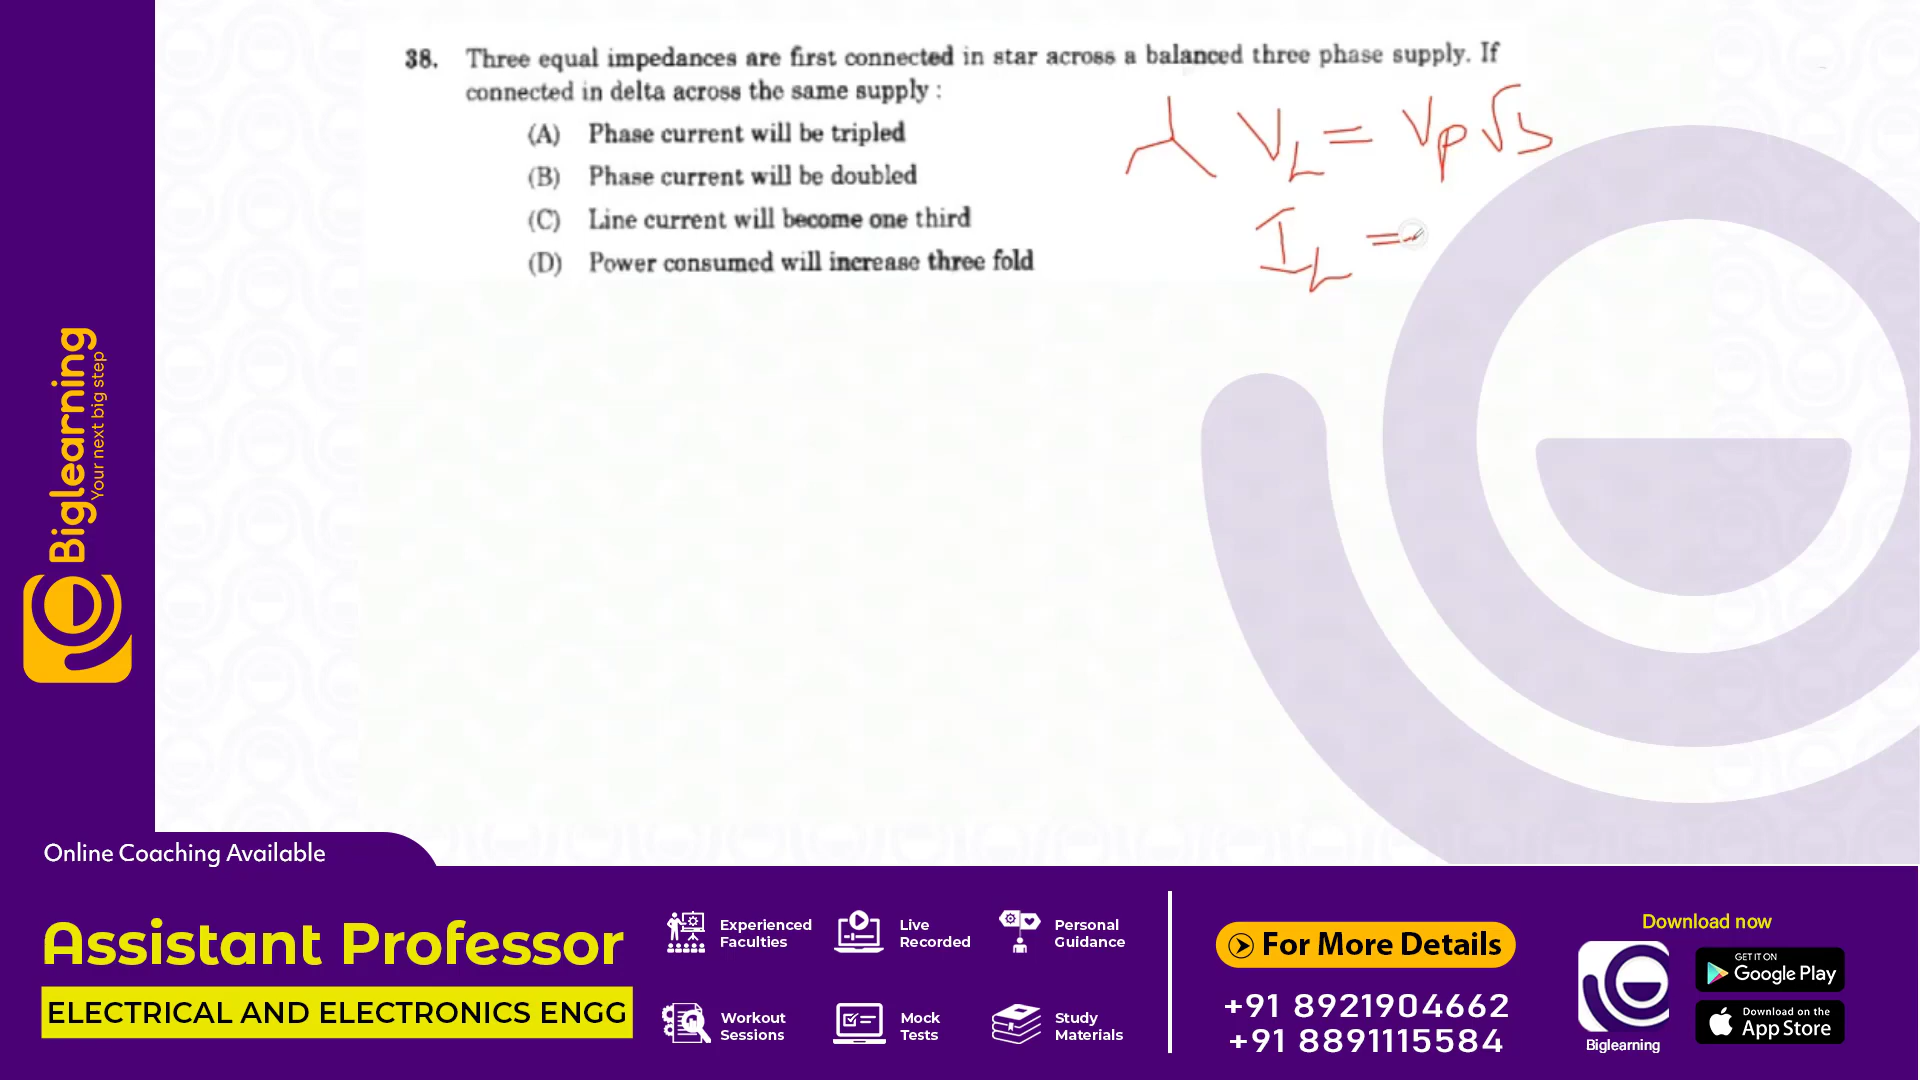 38. Three equal impedances are first connected in star across a balanced three phase supply. If
connected in delta across the same supply :
(A) Phase current will be tripled
(B) Phase current will be doubled
(C) Line current will become one third
(D) Power consumed will increase three fold
V_L = V_P √3
I_L =
Biglearning
Your next big step
Online Coaching Available
Assistant Professor
ELECTRICAL AND ELECTRONICS ENGG
Experienced
Faculties
Live
Recorded
Personal
Guidance
Workout
Sessions
Mock
Tests
Study
Materials
For More Details
+91 8921904662
+91 8891115584
Download now
Biglearning
GET IT ON
Google Play
Download on the
App Store